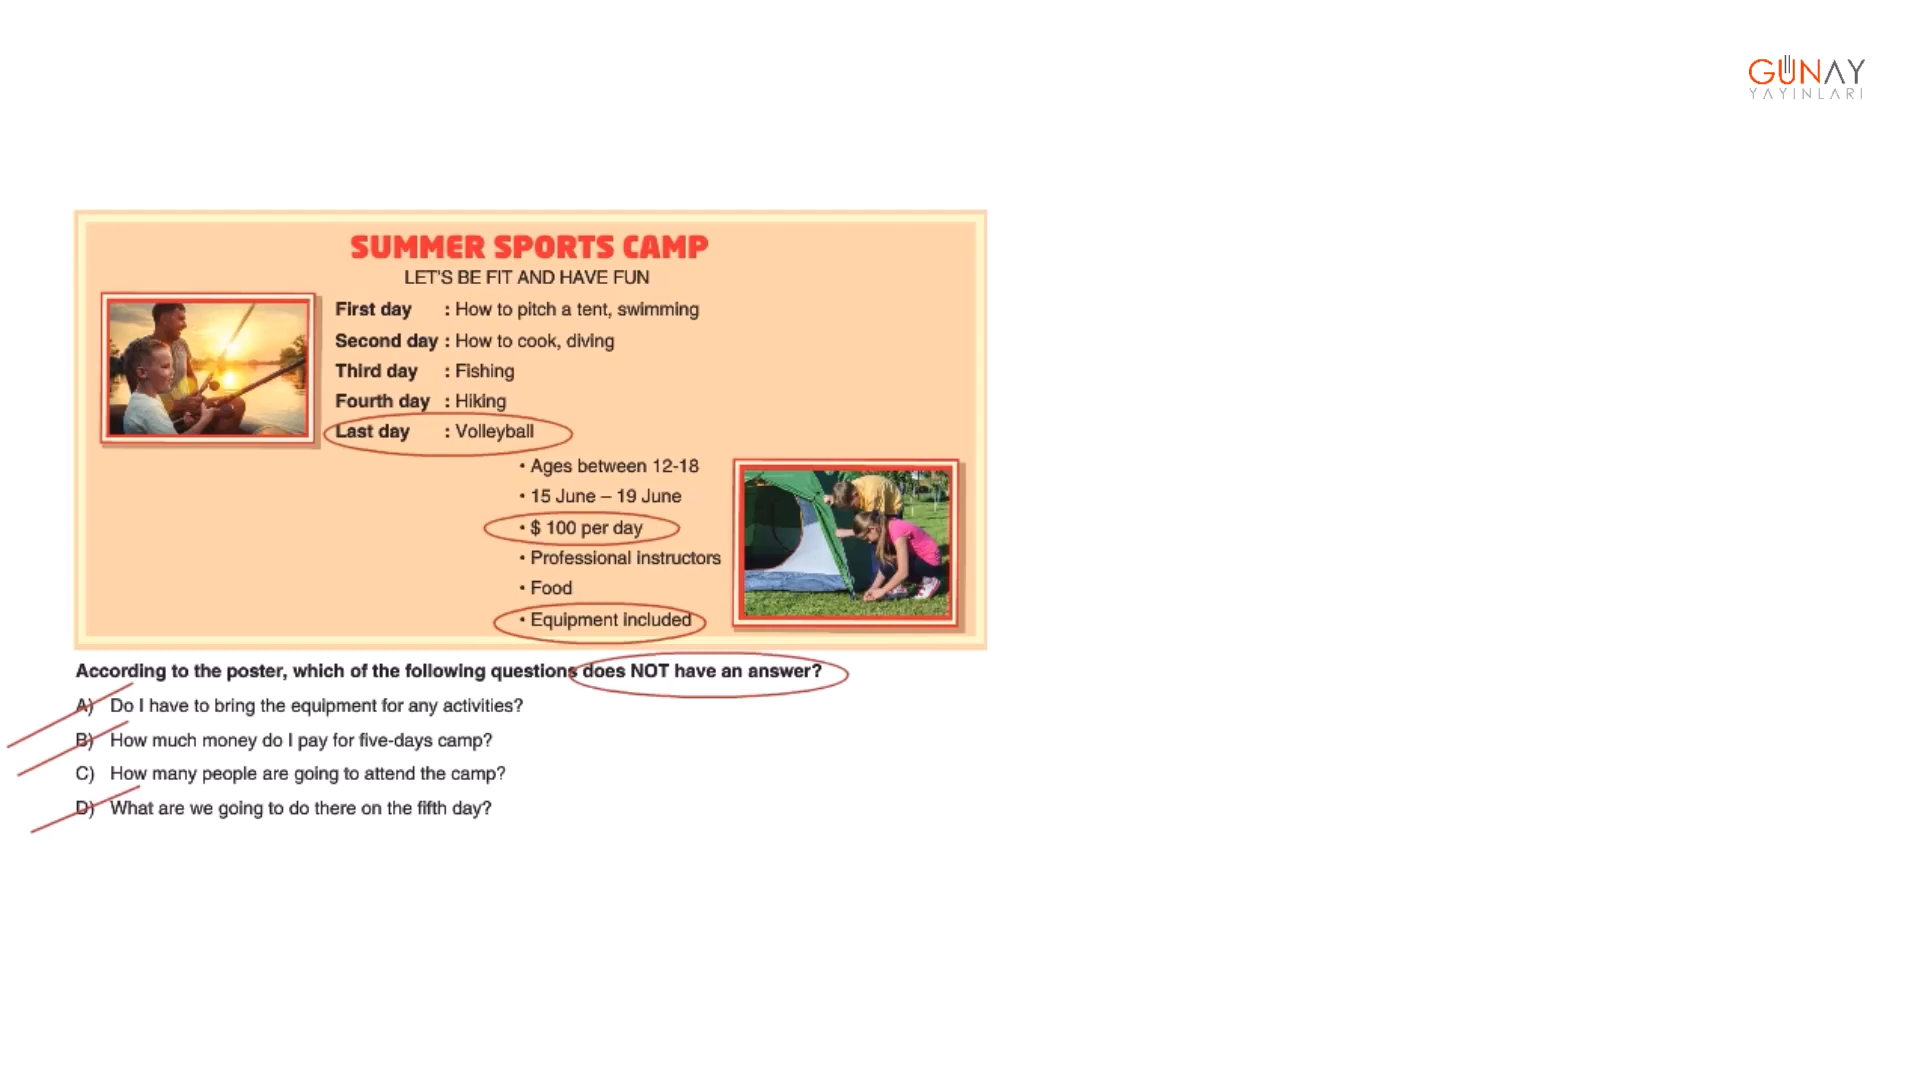 GÜNAY
YAYINLARI
SUMMER SPORTS CAMP
LET'S BE FIT AND HAVE FUN
First day : How to pitch a tent, swimming
Second day : How to cook, diving
Third day : Fishing
Fourth day : Hiking
Last day : Volleyball
• Ages between 12-18
• 15 June – 19 June
• $ 100 per day
• Professional instructors
• Food
• Equipment included
According to the poster, which of the following questions does NOT have an answer?
A) Do I have to bring the equipment for any activities?
B) How much money do I pay for five-days camp?
C) How many people are going to attend the camp?
D) What are we going to do there on the fifth day?